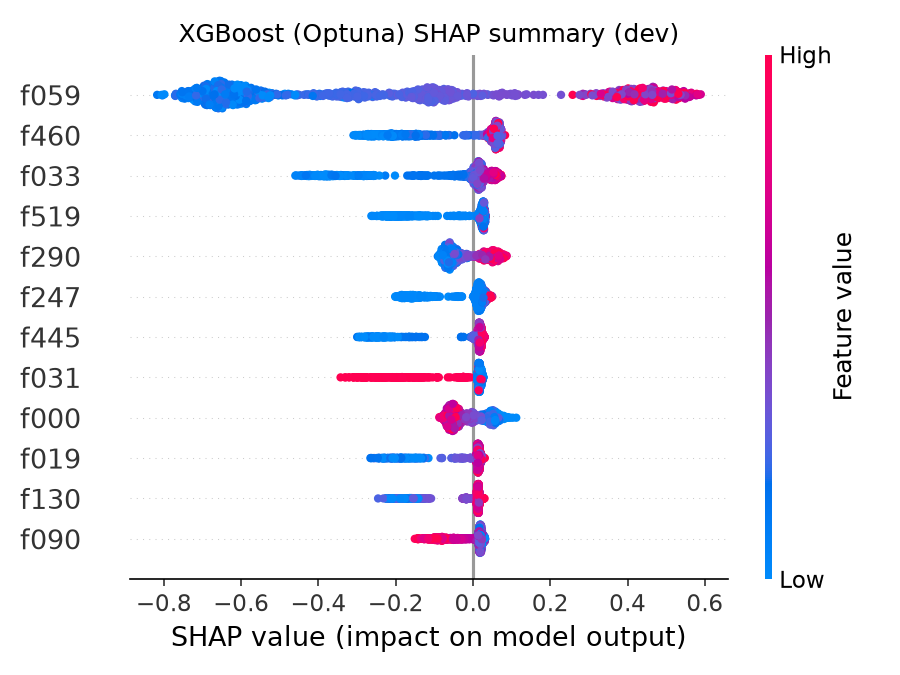 XGBoost (Optuna) SHAP summary (dev)
High
f059
f460
f033
f519
f290
f247
f445
f031
f000
f019
f130
f090
Feature value
Low
−0.8 −0.6 −0.4 −0.2 0.0 0.2 0.4 0.6
SHAP value (impact on model output)